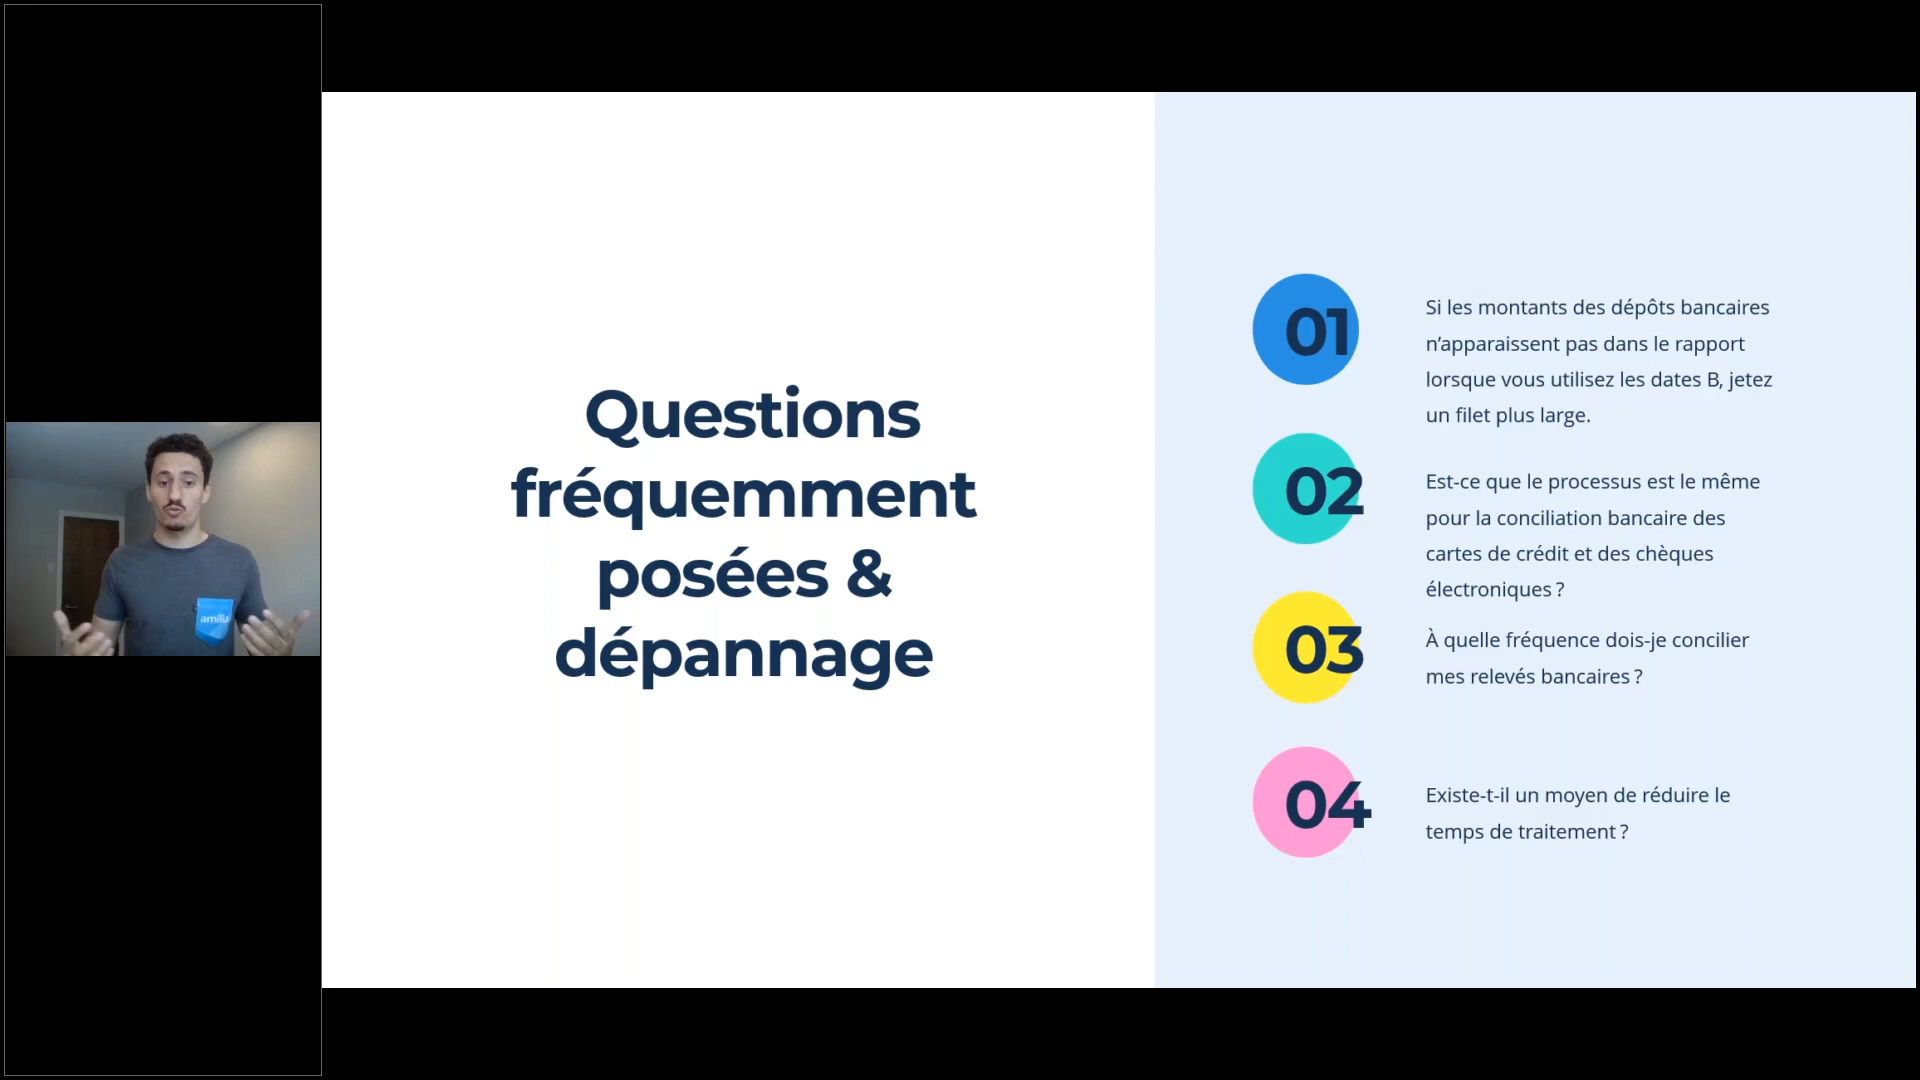 Questions
fréquemment
posées &
dépannage
01
Si les montants des dépôts bancaires
n’apparaissent pas dans le rapport
lorsque vous utilisez les dates B, jetez
un filet plus large.
02
Est-ce que le processus est le même
pour la conciliation bancaire des
cartes de crédit et des chèques
électroniques ?
03
À quelle fréquence dois-je concilier
mes relevés bancaires ?
04
Existe-t-il un moyen de réduire le
temps de traitement ?
amilia